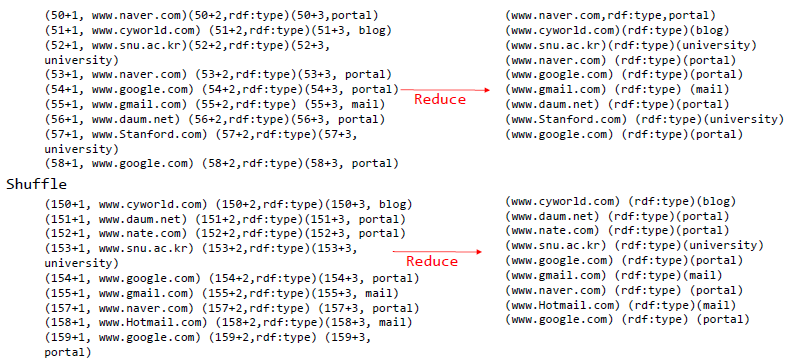 (50+1, www.naver.com)(50+2,rdf:type)(50+3,portal)
(51+1, www.cyworld.com) (51+2,rdf:type)(51+3, blog)
(52+1, www.snu.ac.kr)(52+2,rdf:type)(52+3,
university)
(53+1, www.naver.com) (53+2,rdf:type)(53+3, portal)
(54+1, www.google.com) (54+2,rdf:type)(54+3, portal)
(55+1, www.gmail.com) (55+2,rdf:type) (55+3, mail)
(56+1, www.daum.net) (56+2,rdf:type)(56+3, portal)
(57+1, www.Stanford.com) (57+2,rdf:type)(57+3,
university)
(58+1, www.google.com) (58+2,rdf:type)(58+3, portal)
Reduce
(www.naver.com,rdf:type,portal)
(www.cyworld.com)(rdf:type)(blog)
(www.snu.ac.kr)(rdf:type)(university)
(www.naver.com) (rdf:type)(portal)
(www.google.com) (rdf:type)(portal)
(www.gmail.com) (rdf:type) (mail)
(www.daum.net) (rdf:type)(portal)
(www.Stanford.com) (rdf:type)(university)
(www.google.com) (rdf:type)(portal)
Shuffle
(150+1, www.cyworld.com) (150+2,rdf:type)(150+3, blog)
(151+1, www.daum.net) (151+2,rdf:type)(151+3, portal)
(152+1, www.nate.com) (152+2,rdf:type)(152+3, portal)
(153+1, www.snu.ac.kr) (153+2,rdf:type)(153+3,
university)
(154+1, www.google.com) (154+2,rdf:type)(154+3, portal)
(155+1, www.gmail.com) (155+2,rdf:type)(155+3, mail)
(157+1, www.naver.com) (157+2,rdf:type) (157+3, portal)
(158+1, www.Hotmail.com) (158+2,rdf:type)(158+3, mail)
(159+1, www.google.com) (159+2,rdf:type) (159+3,
portal)
Reduce
(www.cyworld.com) (rdf:type)(blog)
(www.daum.net) (rdf:type)(portal)
(www.nate.com) (rdf:type)(portal)
(www.snu.ac.kr) (rdf:type)(university)
(www.google.com) (rdf:type)(portal)
(www.gmail.com) (rdf:type)(mail)
(www.naver.com) (rdf:type) (portal)
(www.Hotmail.com) (rdf:type)(mail)
(www.google.com) (rdf:type) (portal)